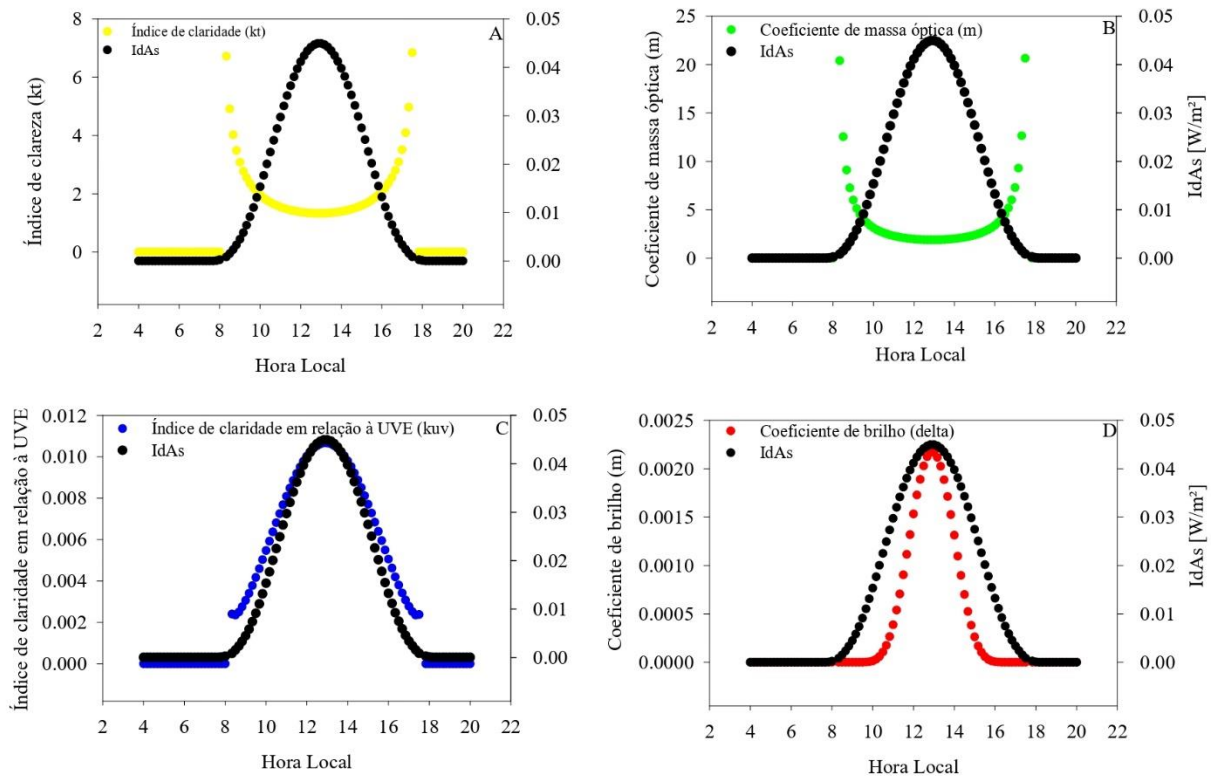 A
Índice de claridade (kt)
IdAs
Índice de clareza (kt)
8
6
4
2
0
0.05
0.04
0.03
0.02
0.01
0.00
2 4 6 8 10 12 14 16 18 20 22
Hora Local
B
Coeficiente de massa óptica (m)
IdAs
Coeficiente de massa óptica (m)
25
20
15
10
5
0
0.05
0.04
0.03
0.02
0.01
0.00
IdAs [W/m²]
2 4 6 8 10 12 14 16 18 20 22
Hora Local
C
Índice de claridade em relação à UVE (kuv)
IdAs
Índice de claridade em relação à UVE
0.012
0.010
0.008
0.006
0.004
0.002
0.000
0.05
0.04
0.03
0.02
0.01
0.00
2 4 6 8 10 12 14 16 18 20 22
Hora Local
D
Coeficiente de brilho (delta)
IdAs
Coeficiente de brilho (m)
0.0025
0.0020
0.0015
0.0010
0.0005
0.0000
0.05
0.04
0.03
0.02
0.01
0.00
IdAs [W/m²]
2 4 6 8 10 12 14 16 18 20 22
Hora Local